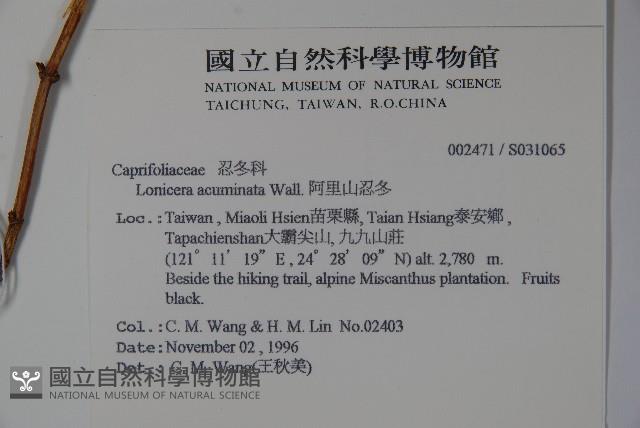 國立自然科學博物館
NATIONAL MUSEUM OF NATURAL SCIENCE
TAICHUNG, TAIWAN, R.O.CHINA
002471 / S031065
Caprifoliaceae 忍冬科
Lonicera acuminata Wall. 阿里山忍冬
Loc.:Taiwan , Miaoli Hsien苗栗縣, Taian Hsiang泰安鄉 ,
Tapachienshan大霸尖山, 九九山莊
(121° 11′ 19″ E , 24° 28′ 09″ N) alt. 2,780 m.
Beside the hiking trail, alpine Miscanthus plantation. Fruits
black.
Col.:C. M. Wang & H. M. Lin No.02403
Date:November 02 , 1996
Det.: C. M. Wang(王秋美)
國立自然科學博物館
NATIONAL MUSEUM OF NATURAL SCIENCE